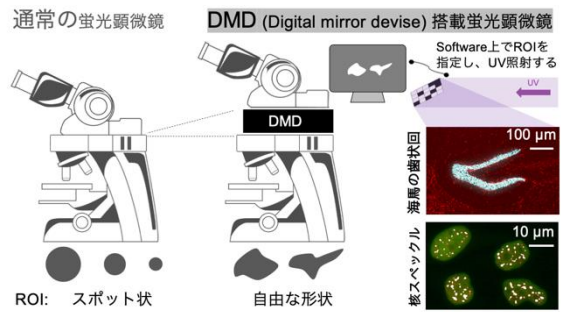 通常の蛍光顕微鏡
DMD (Digital mirror devise) 搭載蛍光顕微鏡
Software上でROIを
指定し、UV照射する
UV
DMD
100 µm
海馬の歯状回
10 µm
核スペックル
ROI: スポット状
自由な形状